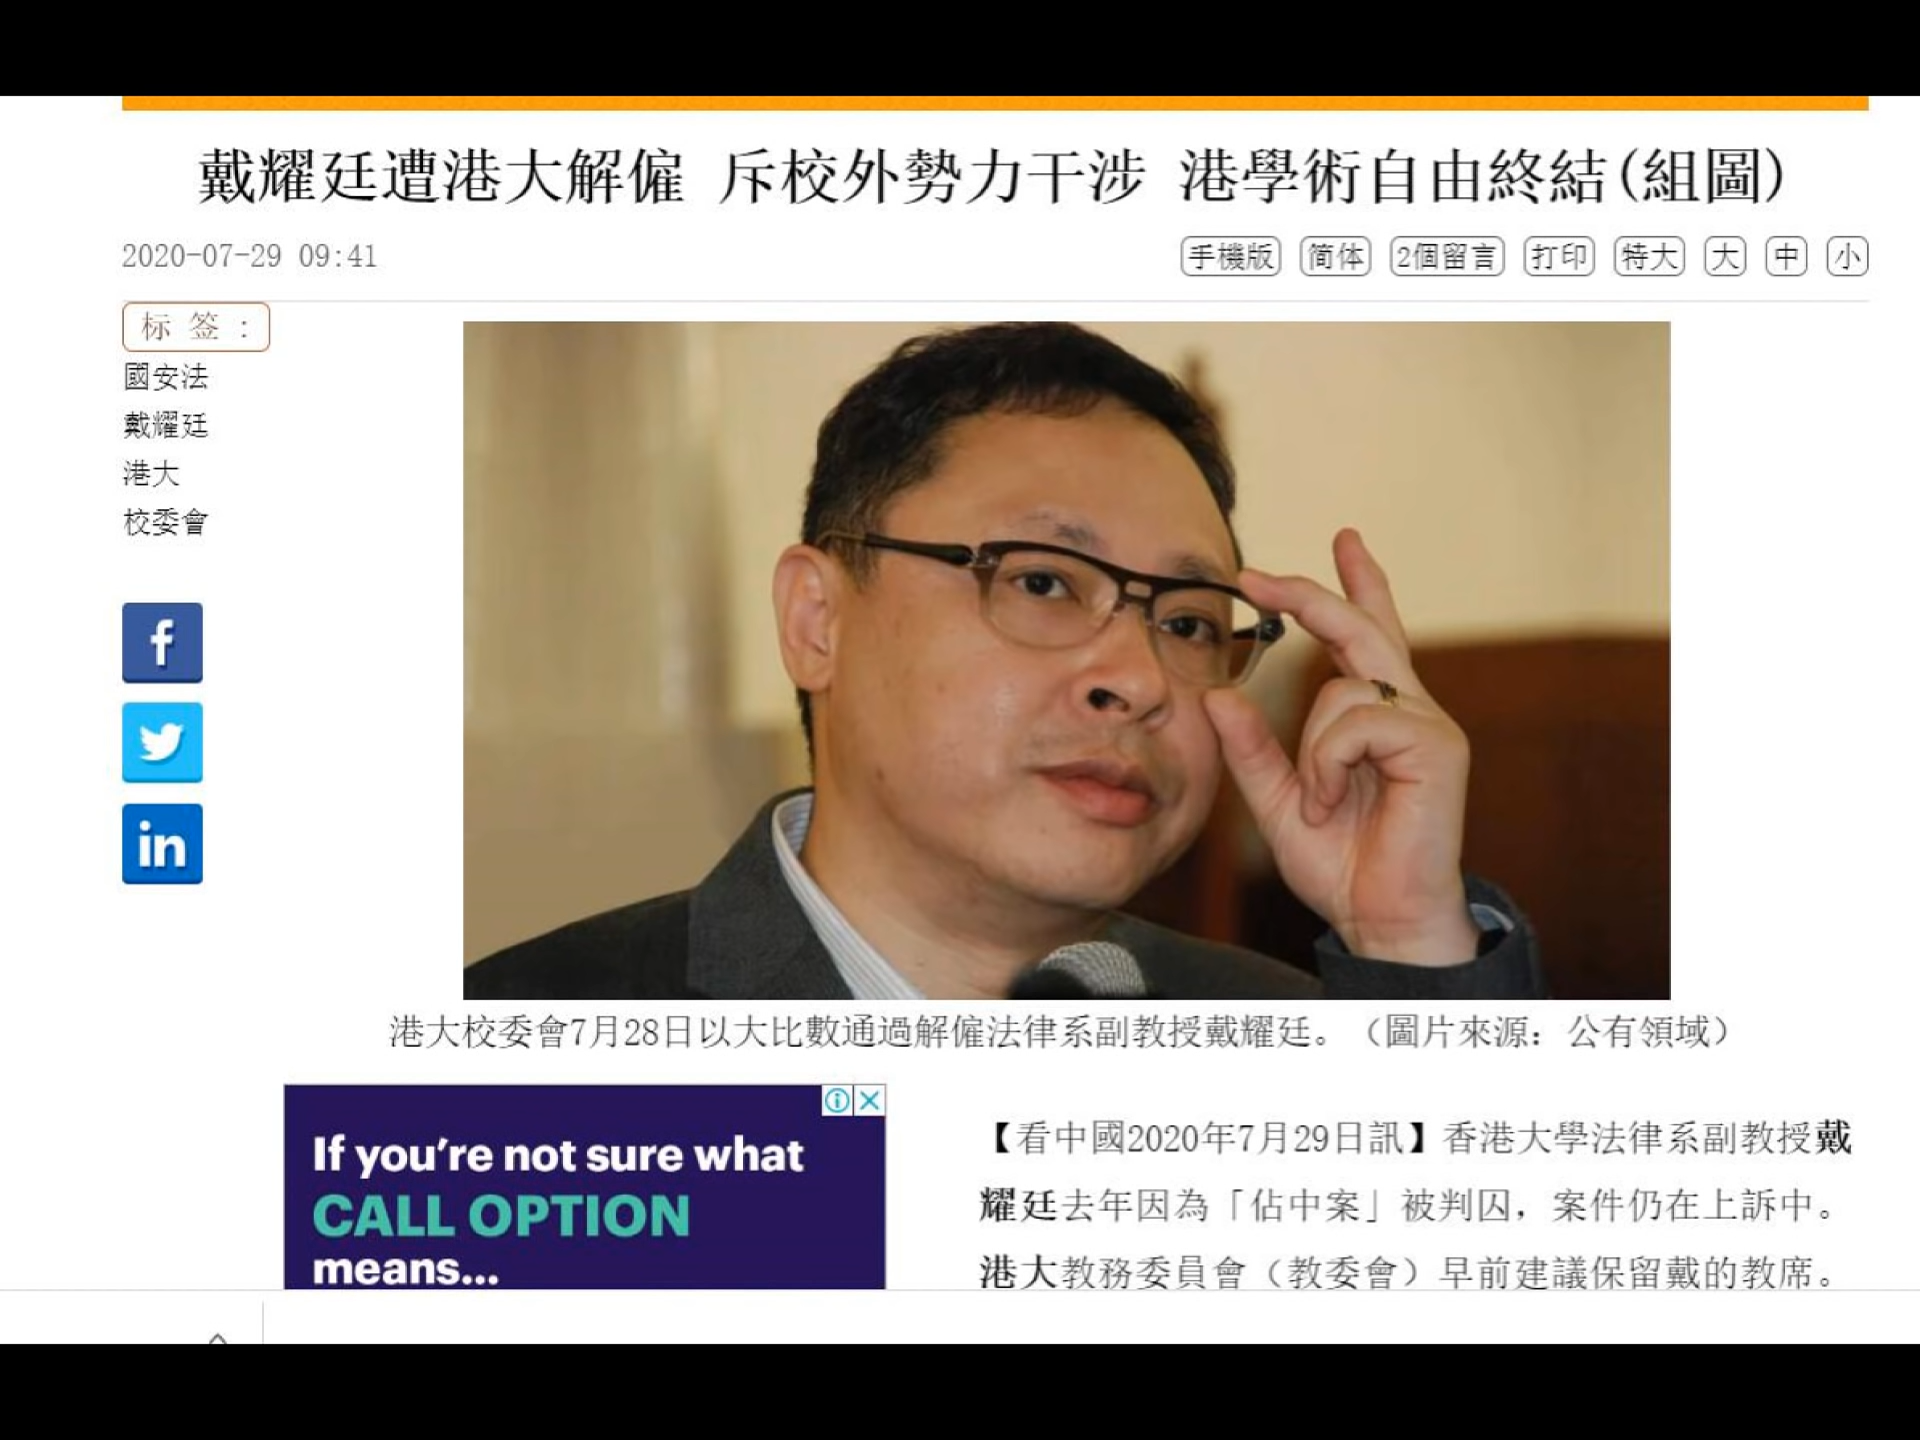 戴耀廷遭港大解僱 斥校外勢力干涉 港學術自由終結(組圖)
2020-07-29 09:41
手機版 简体 2個留言 打印 特大 大 中 小
标 签 :
國安法
戴耀廷
港大
校委會
f
in
港大校委會7月28日以大比數通過解僱法律系副教授戴耀廷。（圖片來源：公有領域）
If you're not sure what
CALL OPTION
means...
【看中國2020年7月29日訊】香港大學法律系副教授戴
耀廷去年因為「佔中案」被判囚，案件仍在上訴中。
港大教務委員會（教委會）早前建議保留戴的教席。